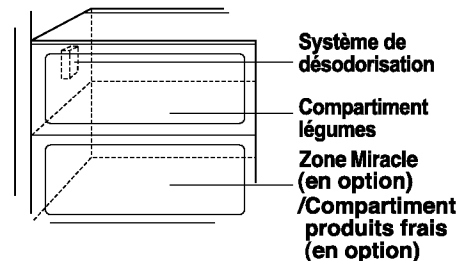 Système de
désodorisation
Compartiment
légumes
Zone Miracle
(en option)
/Compartiment
produits frais
(en option)